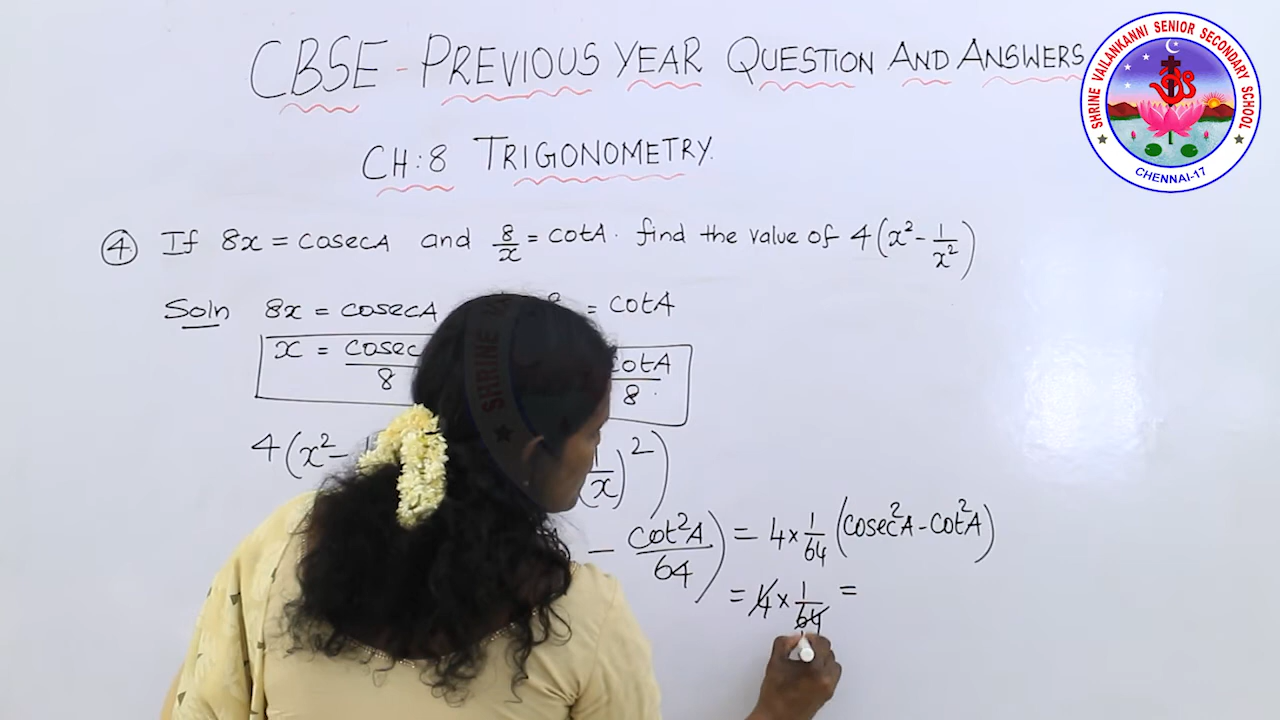 CBSE - PREVIOUS YEAR QUESTION AND ANSWERS
SHRINE VAILANKANNI SENIOR SECONDARY SCHOOL
CHENNAI-17
CH:8 TRIGONOMETRY.
4. If 8x = cosecA and 8/x = cotA. find the value of 4(x² - 1/x²)
Soln 8x = cosecA = cotA
x = cosec/8 cotA/8
4(x² - 1/x)²)
- cot²A/64) = 4 × 1/64 (cosec²A - cot²A)
= 4 × 1/64 =